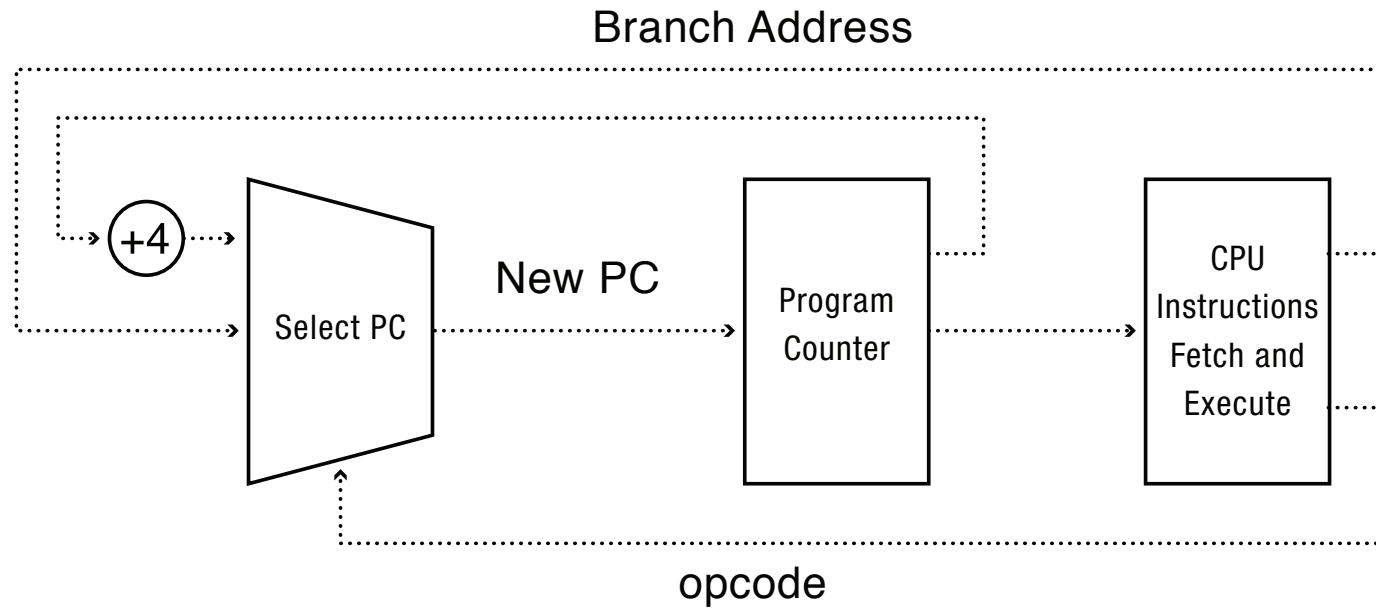 Branch Address
+4
Select PC
New PC
Program
Counter
CPU
Instructions
Fetch and
Execute
opcode